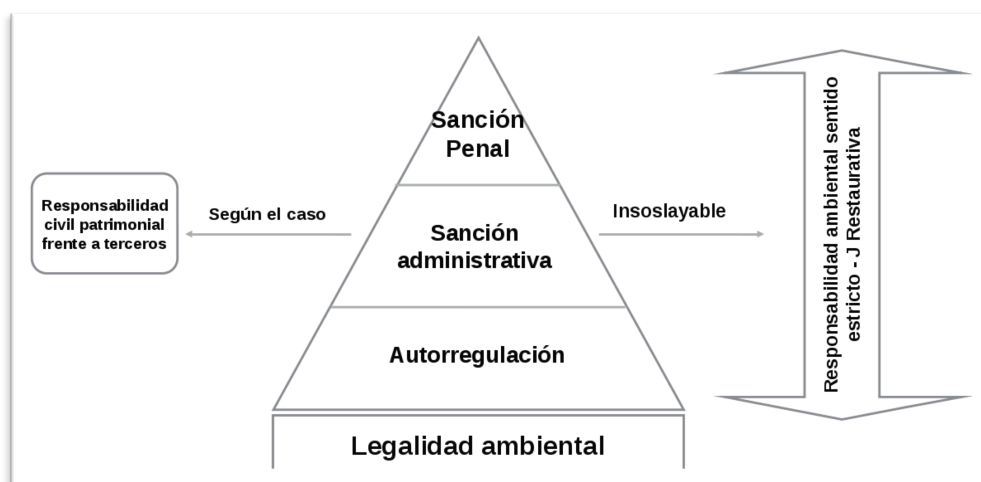 Sanción
Penal
Responsabilidad
civil patrimonial
frente a terceros
Según el caso
Sanción
administrativa
Insoslayable
Autorregulación
Legalidad ambiental
Responsabilidad ambiental sentido
estricto - J Restaurativa